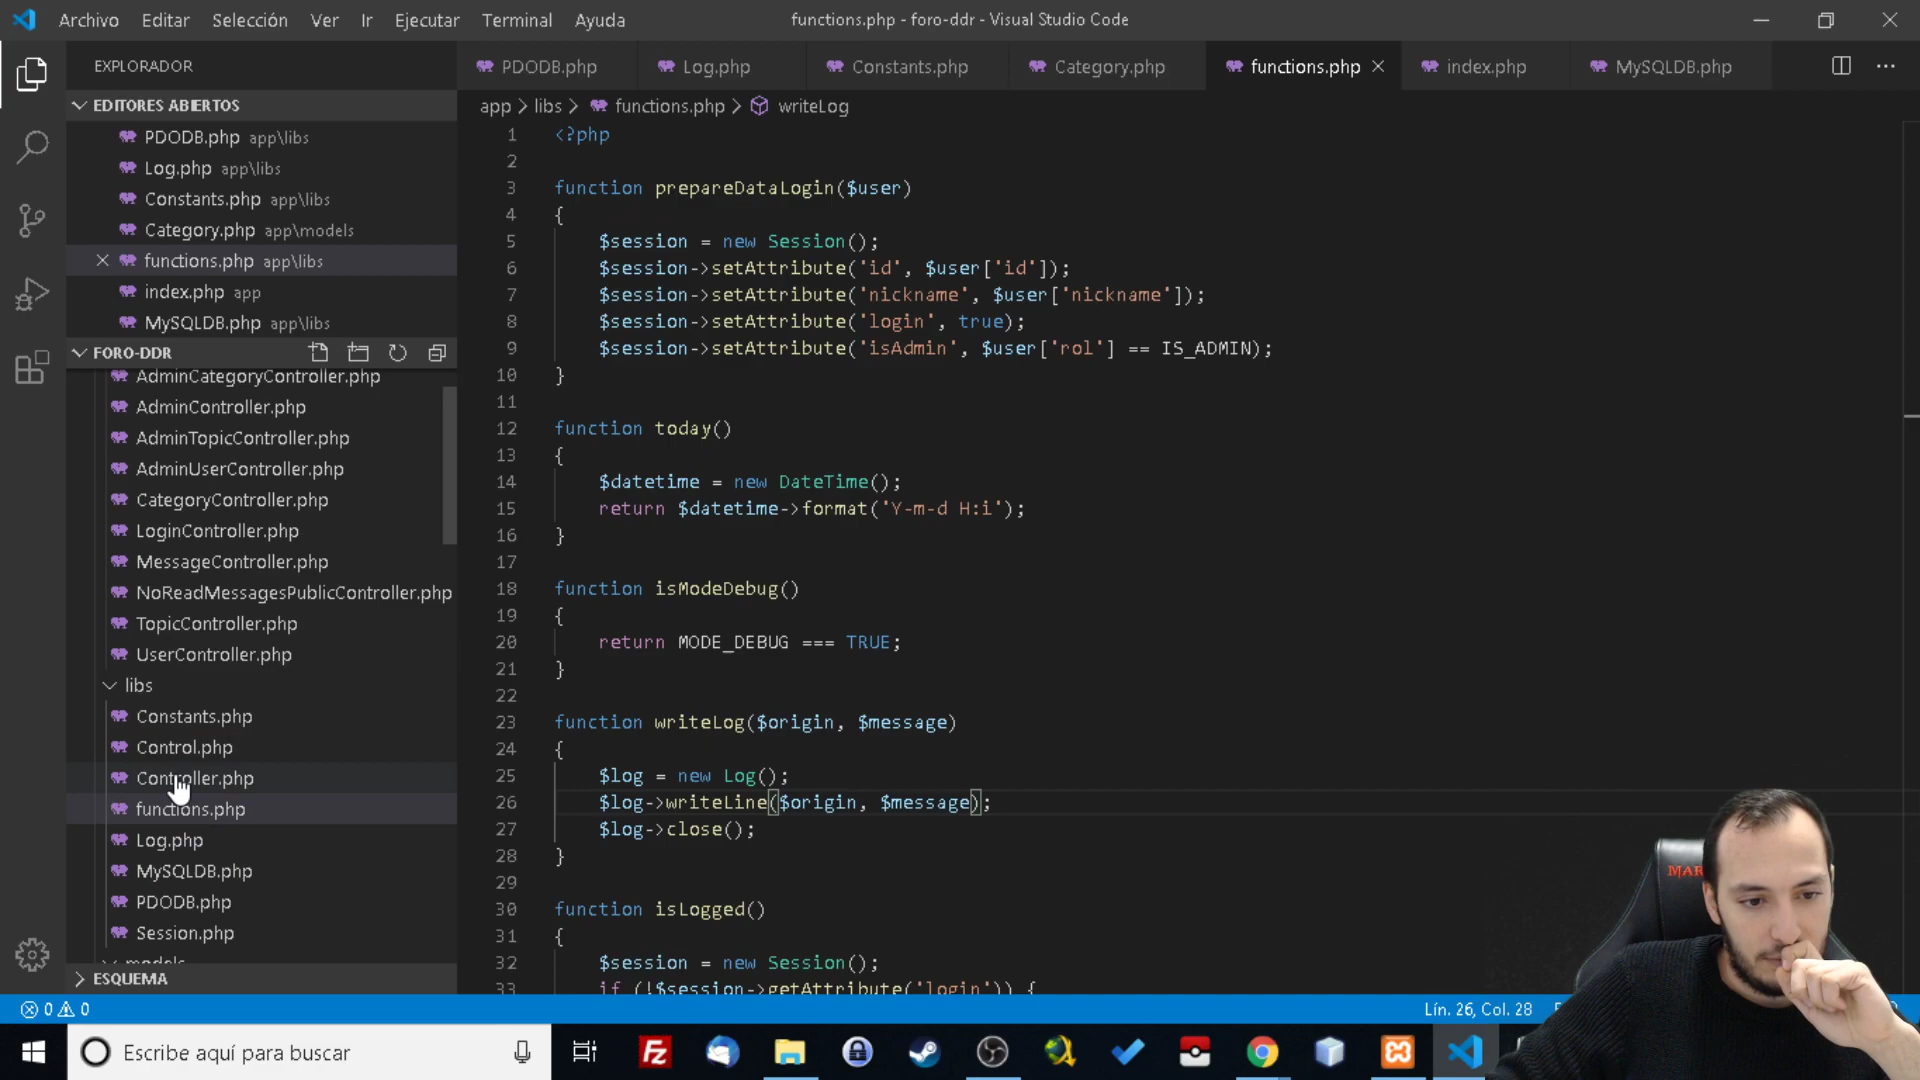 Archivo Editar Selección Ver Ir Ejecutar Terminal Ayuda
functions.php - foro-ddr - Visual Studio Code
EXPLORADOR
EDITORES ABIERTOS
PDODB.php app\libs
Log.php app\libs
Constants.php app\libs
Category.php app\models
functions.php app\libs
index.php app
MySQLDB.php app\libs
FORO-DDR
AdminCategoryController.php
AdminController.php
AdminTopicController.php
AdminUserController.php
CategoryController.php
LoginController.php
MessageController.php
NoReadMessagesPublicController.php
TopicController.php
UserController.php
libs
Constants.php
Control.php
Controller.php
functions.php
Log.php
MySQLDB.php
PDODB.php
Session.php
models
ESQUEMA
PDODB.php Log.php Constants.php Category.php functions.php index.php MySQLDB.php
app > libs > functions.php > writeLog
1 <?php
2
3 function prepareDataLogin($user)
4 {
5 $session = new Session();
6 $session->setAttribute('id', $user['id']);
7 $session->setAttribute('nickname', $user['nickname']);
8 $session->setAttribute('login', true);
9 $session->setAttribute('isAdmin', $user['rol'] == IS_ADMIN);
10 }
11
12 function today()
13 {
14 $datetime = new DateTime();
15 return $datetime->format('Y-m-d H:i');
16 }
17
18 function isModeDebug()
19 {
20 return MODE_DEBUG === TRUE;
21 }
22
23 function writeLog($origin, $message)
24 {
25 $log = new Log();
26 $log->writeLine($origin, $message);
27 $log->close();
28 }
29
30 function isLogged()
31 {
32 $session = new Session();
33 if (!$session->getAttribute('login')) {
MAR
0 0
Lín. 26, Col. 28
Escribe aquí para buscar